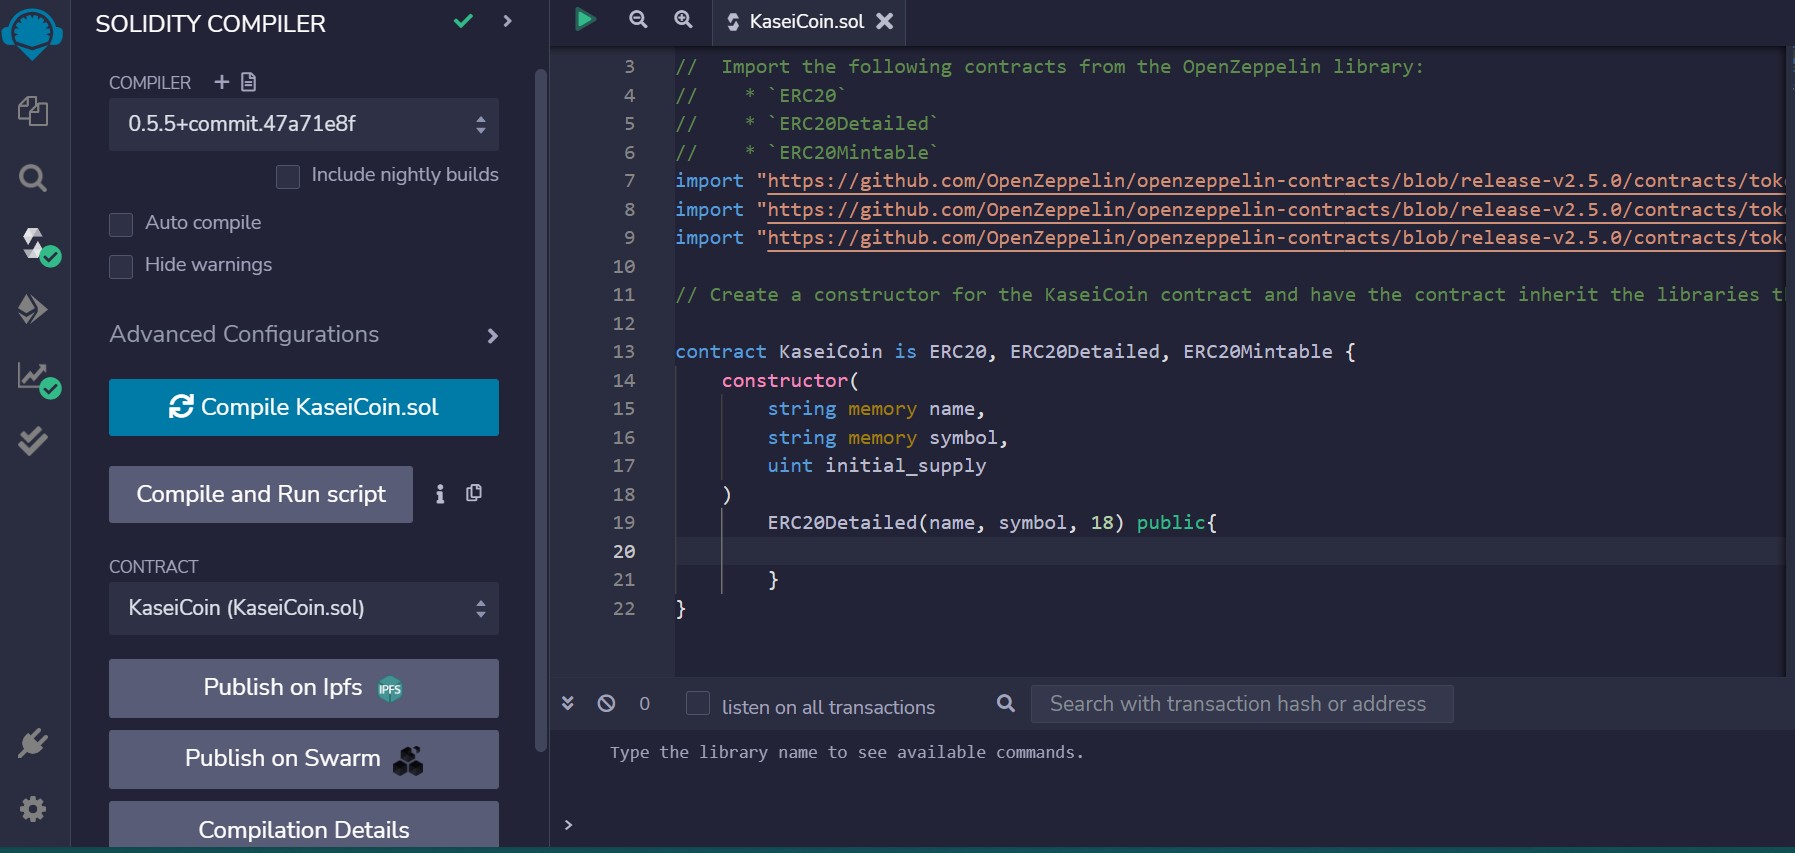 SOLIDITY COMPILER
COMPILER
0.5.5+commit.47a71e8f
Include nightly builds
Auto compile
Hide warnings
Advanced Configurations
Compile KaseiCoin.sol
Compile and Run script
CONTRACT
KaseiCoin (KaseiCoin.sol)
Publish on Ipfs IPFS
Publish on Swarm
Compilation Details
KaseiCoin.sol
3 //  Import the following contracts from the OpenZeppelin library:
4 //    * `ERC20`
5 //    * `ERC20Detailed`
6 //    * `ERC20Mintable`
7 import "https://github.com/OpenZeppelin/openzeppelin-contracts/blob/release-v2.5.0/contracts/toke
8 import "https://github.com/OpenZeppelin/openzeppelin-contracts/blob/release-v2.5.0/contracts/toke
9 import "https://github.com/OpenZeppelin/openzeppelin-contracts/blob/release-v2.5.0/contracts/toke
10
11 // Create a constructor for the KaseiCoin contract and have the contract inherit the libraries th
12
13 contract KaseiCoin is ERC20, ERC20Detailed, ERC20Mintable {
14     constructor(
15         string memory name,
16         string memory symbol,
17         uint initial_supply
18     )
19         ERC20Detailed(name, symbol, 18) public{
20
21         }
22 }
0 listen on all transactions Search with transaction hash or address
Type the library name to see available commands.
>